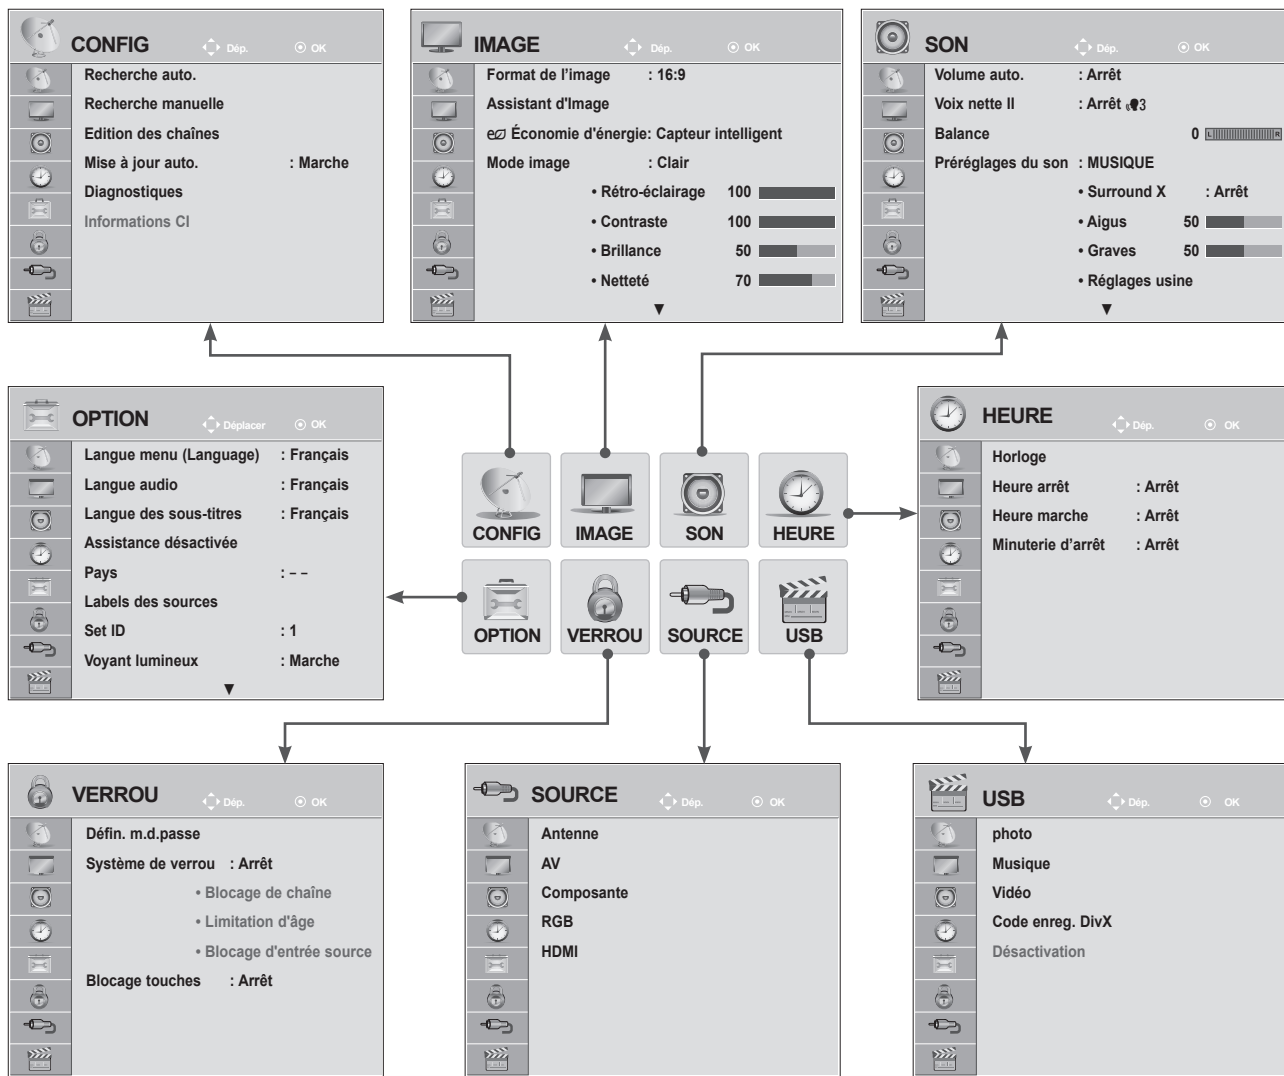 CONFIG Dép. OK
Recherche auto.
Recherche manuelle
Edition des chaînes
Mise à jour auto. : Marche
Diagnostiques
Informations CI
IMAGE Dép. OK
Format de l'image : 16:9
Assistant d'Image
Économie d'énergie: Capteur intelligent
Mode image : Clair
• Rétro-éclairage 100
• Contraste 100
• Brillance 50
• Netteté 70
▼
SON Dép. OK
Volume auto. : Arrêt
Voix nette II : Arrêt 3
Balance 0 L R
Préréglages du son : MUSIQUE
• Surround X : Arrêt
• Aigus 50
• Graves 50
• Réglages usine
▼
OPTION Déplacer OK
Langue menu (Language) : Français
Langue audio : Français
Langue des sous-titres : Français
Assistance désactivée
Pays : – –
Labels des sources
Set ID : 1
Voyant lumineux : Marche
▼
CONFIG IMAGE SON HEURE
OPTION VERROU SOURCE USB
HEURE Dép. OK
Horloge
Heure arrêt : Arrêt
Heure marche : Arrêt
Minuterie d'arrêt : Arrêt
VERROU Dép. OK
Défin. m.d.passe
Système de verrou : Arrêt
• Blocage de chaîne
• Limitation d'âge
• Blocage d'entrée source
Blocage touches : Arrêt
SOURCE Dép. OK
Antenne
AV
Composante
RGB
HDMI
USB Dép. OK
photo
Musique
Vidéo
Code enreg. DivX
Désactivation